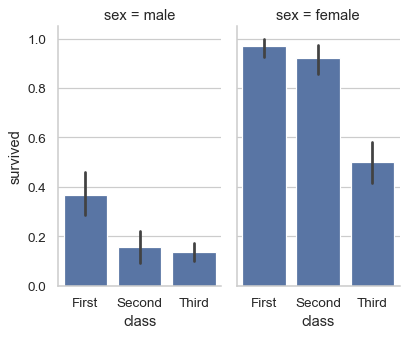 sex = male
sex = female
survived
1.0
0.8
0.6
0.4
0.2
0.0
First Second Third
class
First Second Third
class